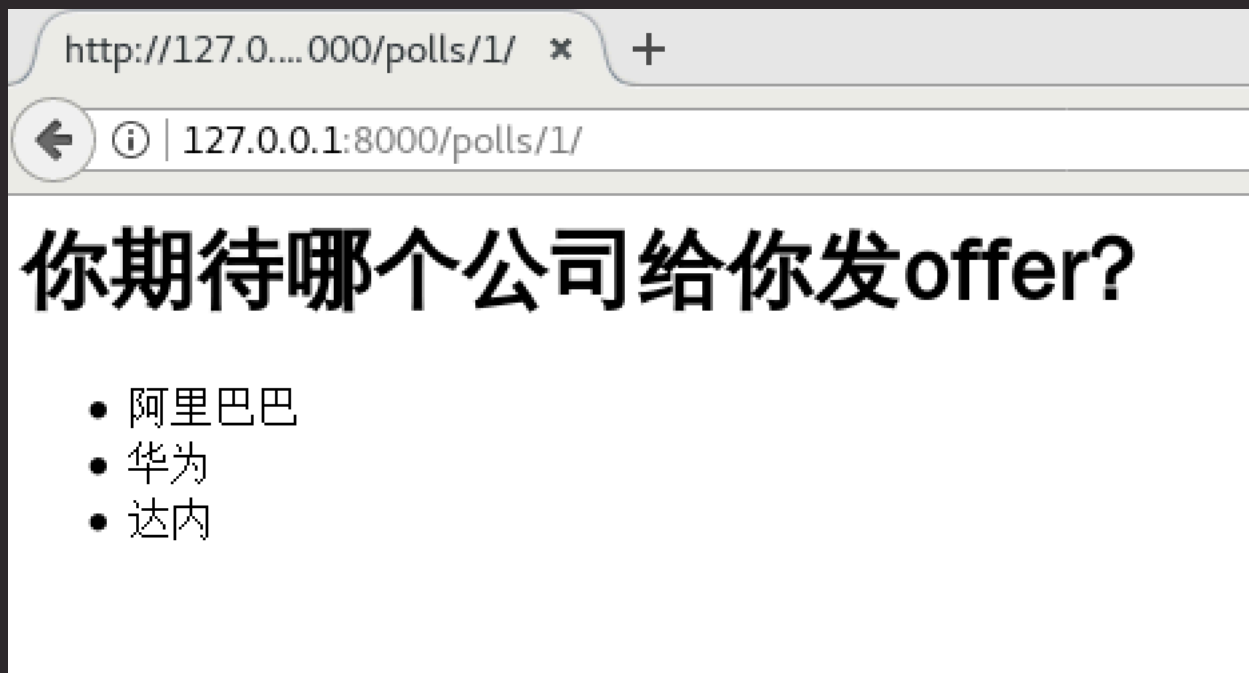 http://127.0....000/polls/1/
127.0.0.1:8000/polls/1/
你期待哪个公司给你发offer?
阿里巴巴
华为
达内